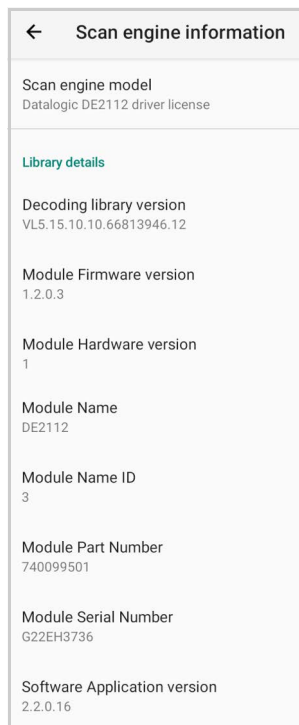 Scan engine information
Scan engine model
Datalogic DE2112 driver license
Library details
Decoding library version
VL5.15.10.10.66813946.12
Module Firmware version
1.2.0.3
Module Hardware version
1
Module Name
DE2112
Module Name ID
3
Module Part Number
740099501
Module Serial Number
G22EH3736
Software Application version
2.2.0.16